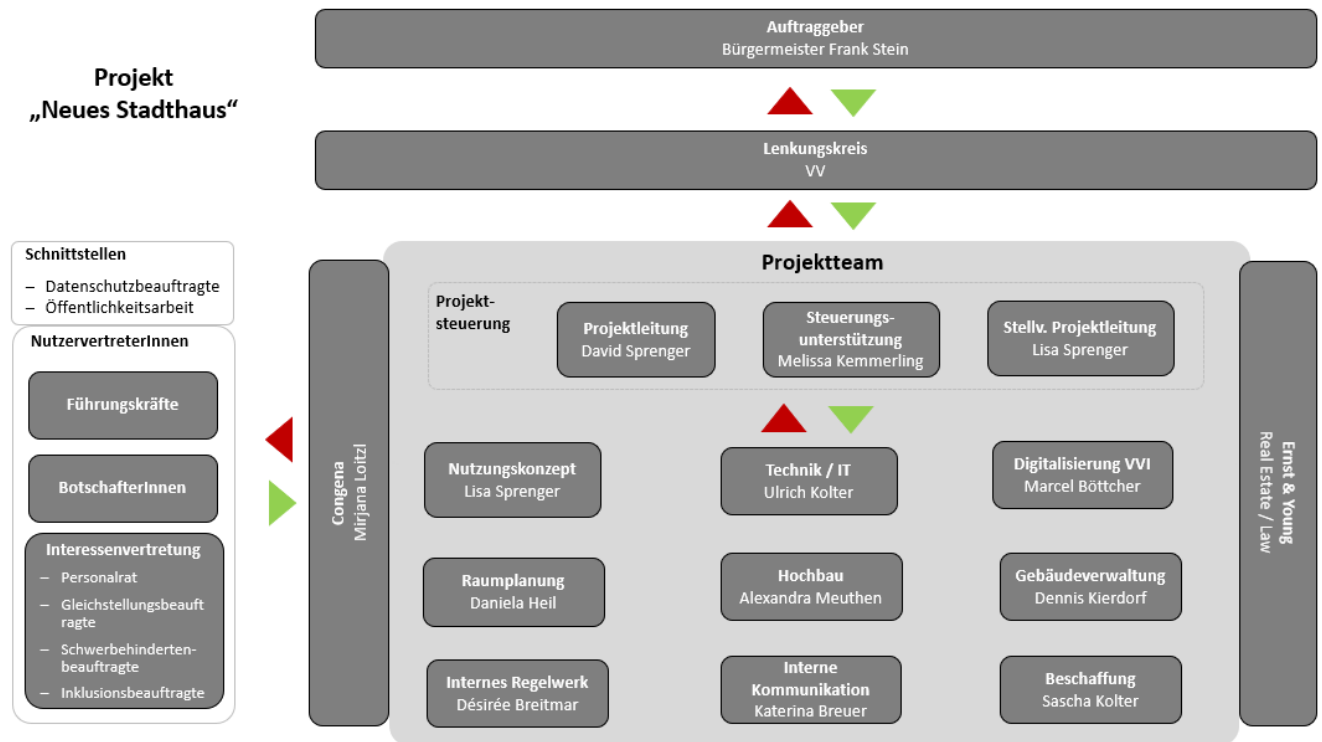 Projekt
„Neues Stadthaus“
Auftraggeber
Bürgermeister Frank Stein
Lenkungskreis
VV
Schnittstellen
– Datenschutzbeauftragte
– Öffentlichkeitsarbeit
NutzervertreterInnen
Führungskräfte
BotschafterInnen
Interessenvertretung
– Personalrat
– Gleichstellungsbeauft
ragte
– Schwerbehinderten-
beauftragte
– Inklusionsbeauftragte
Congena
Mirjana Loitzl
Projektteam
Projekt-
steuerung
Projektleitung
David Sprenger
Steuerungs-
unterstützung
Melissa Kemmerling
Stellv. Projektleitung
Lisa Sprenger
Nutzungskonzept
Lisa Sprenger
Technik / IT
Ulrich Kolter
Digitalisierung VVI
Marcel Böttcher
Raumplanung
Daniela Heil
Hochbau
Alexandra Meuthen
Gebäudeverwaltung
Dennis Kierdorf
Internes Regelwerk
Désirée Breitmar
Interne
Kommunikation
Katerina Breuer
Beschaffung
Sascha Kolter
Ernst & Young
Real Estate / Law